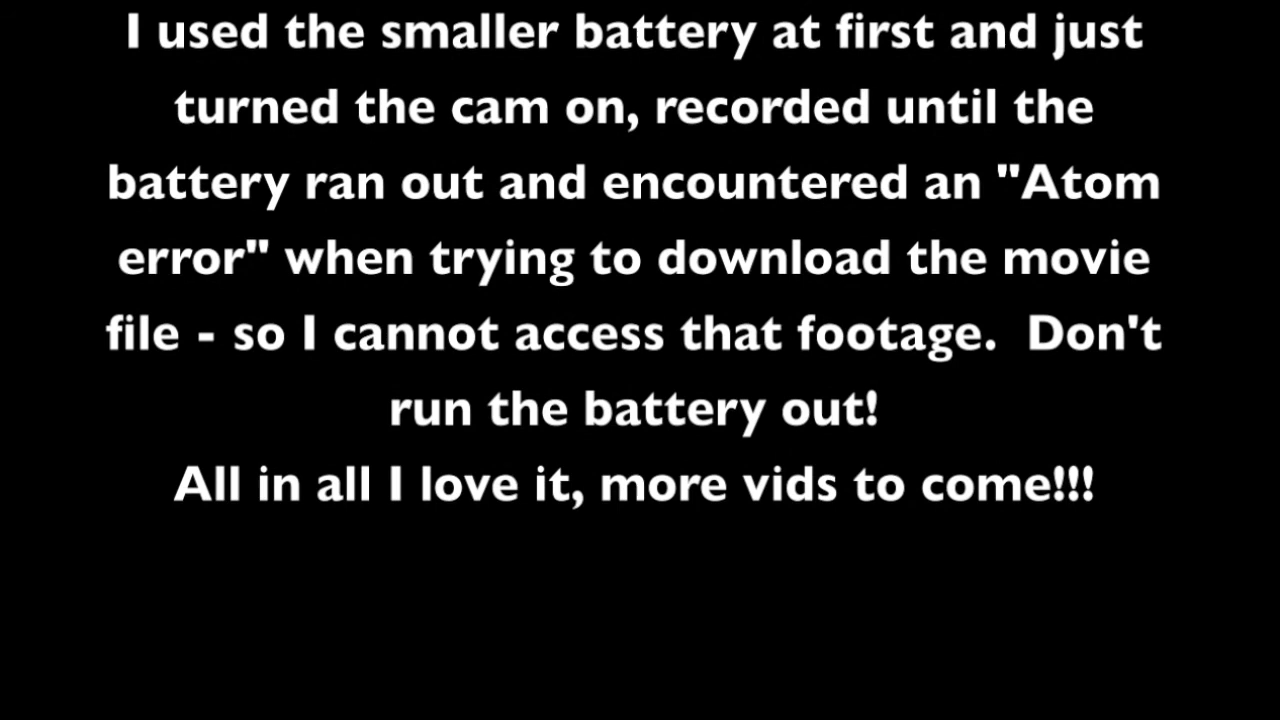 I used the smaller battery at first and just
turned the cam on, recorded until the
battery ran out and encountered an "Atom
error" when trying to download the movie
file - so I cannot access that footage.  Don't
run the battery out!
All in all I love it, more vids to come!!!